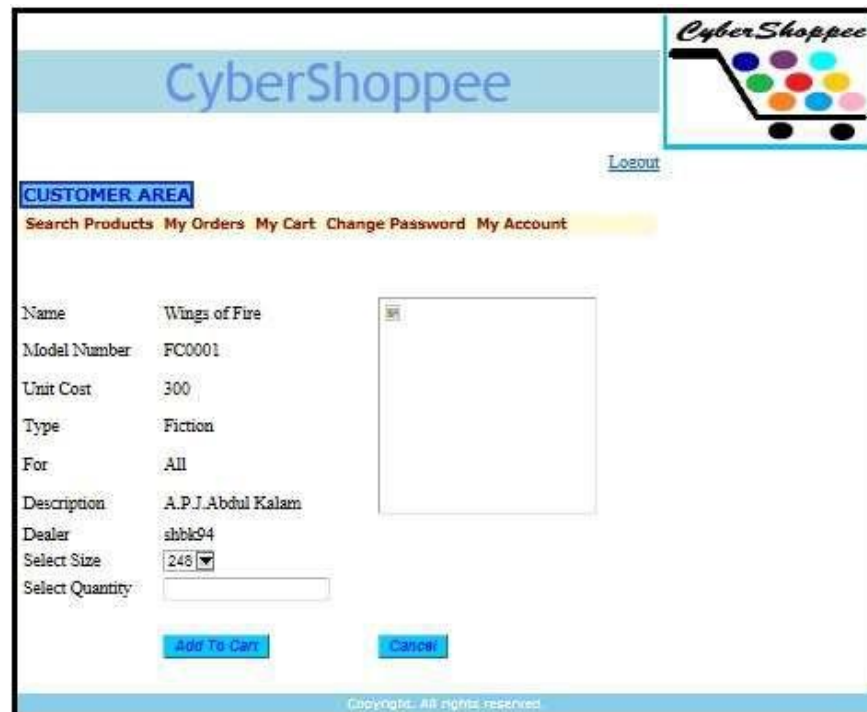 CyberShoppee
CyberShoppee
Logout
CUSTOMER AREA
Search Products My Orders My Cart Change Password My Account
Name Wings of Fire
Model Number FC0001
Unit Cost 300
Type Fiction
For All
Description A.P.J.Abdul Kalam
Dealer shbk94
Select Size 248
Select Quantity
Add To Cart Cancel
Copyright. All rights reserved.